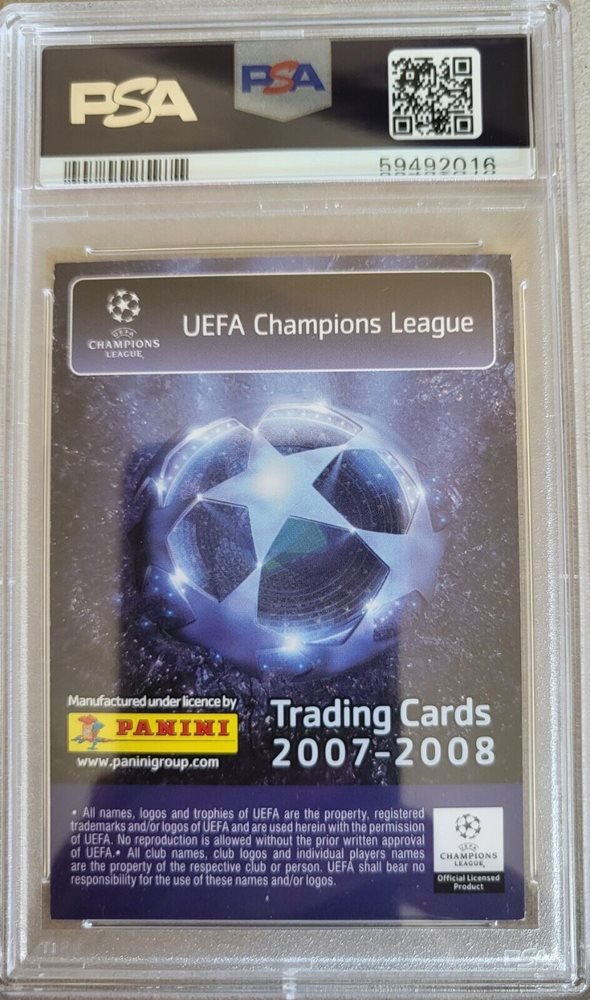 PSA
PSA
59492016
UEFA
CHAMPIONS
LEAGUE
UEFA Champions League
Manufactured under licence by
PANINI
www.paninigroup.com
Trading Cards
2007-2008
• All names, logos and trophies of UEFA are the property, registered
trademarks and/or logos of UEFA and are used herein with the permission
of UEFA. No reproduction is allowed without the prior written approval
of UEFA.• All club names, club logos and individual players names
are the property of the respective club or person. UEFA shall bear no
responsibility for the use of these names and/or logos.
UEFA
CHAMPIONS
LEAGUE
Official Licensed
Product
PSA